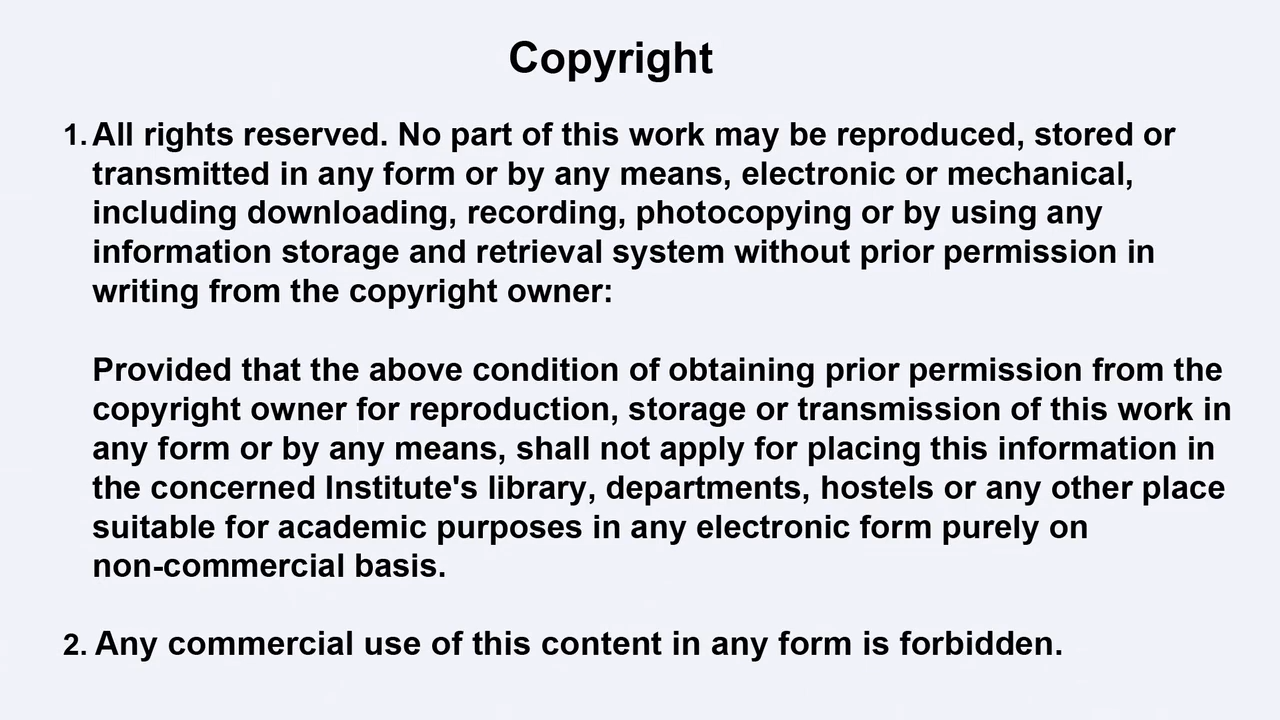 Copyright
1. All rights reserved. No part of this work may be reproduced, stored or
transmitted in any form or by any means, electronic or mechanical,
including downloading, recording, photocopying or by using any
information storage and retrieval system without prior permission in
writing from the copyright owner:
Provided that the above condition of obtaining prior permission from the
copyright owner for reproduction, storage or transmission of this work in
any form or by any means, shall not apply for placing this information in
the concerned Institute's library, departments, hostels or any other place
suitable for academic purposes in any electronic form purely on
non-commercial basis.
2. Any commercial use of this content in any form is forbidden.